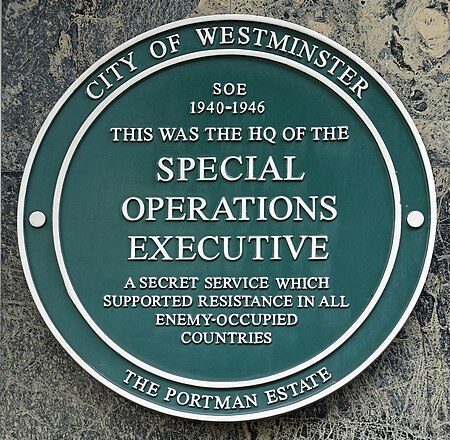 CITY OF WESTMINSTER
SOE
1940-1946
THIS WAS THE HQ OF THE
SPECIAL
OPERATIONS
EXECUTIVE
A SECRET SERVICE WHICH
SUPPORTED RESISTANCE IN ALL
ENEMY-OCCUPIED
COUNTRIES
THE PORTMAN ESTATE